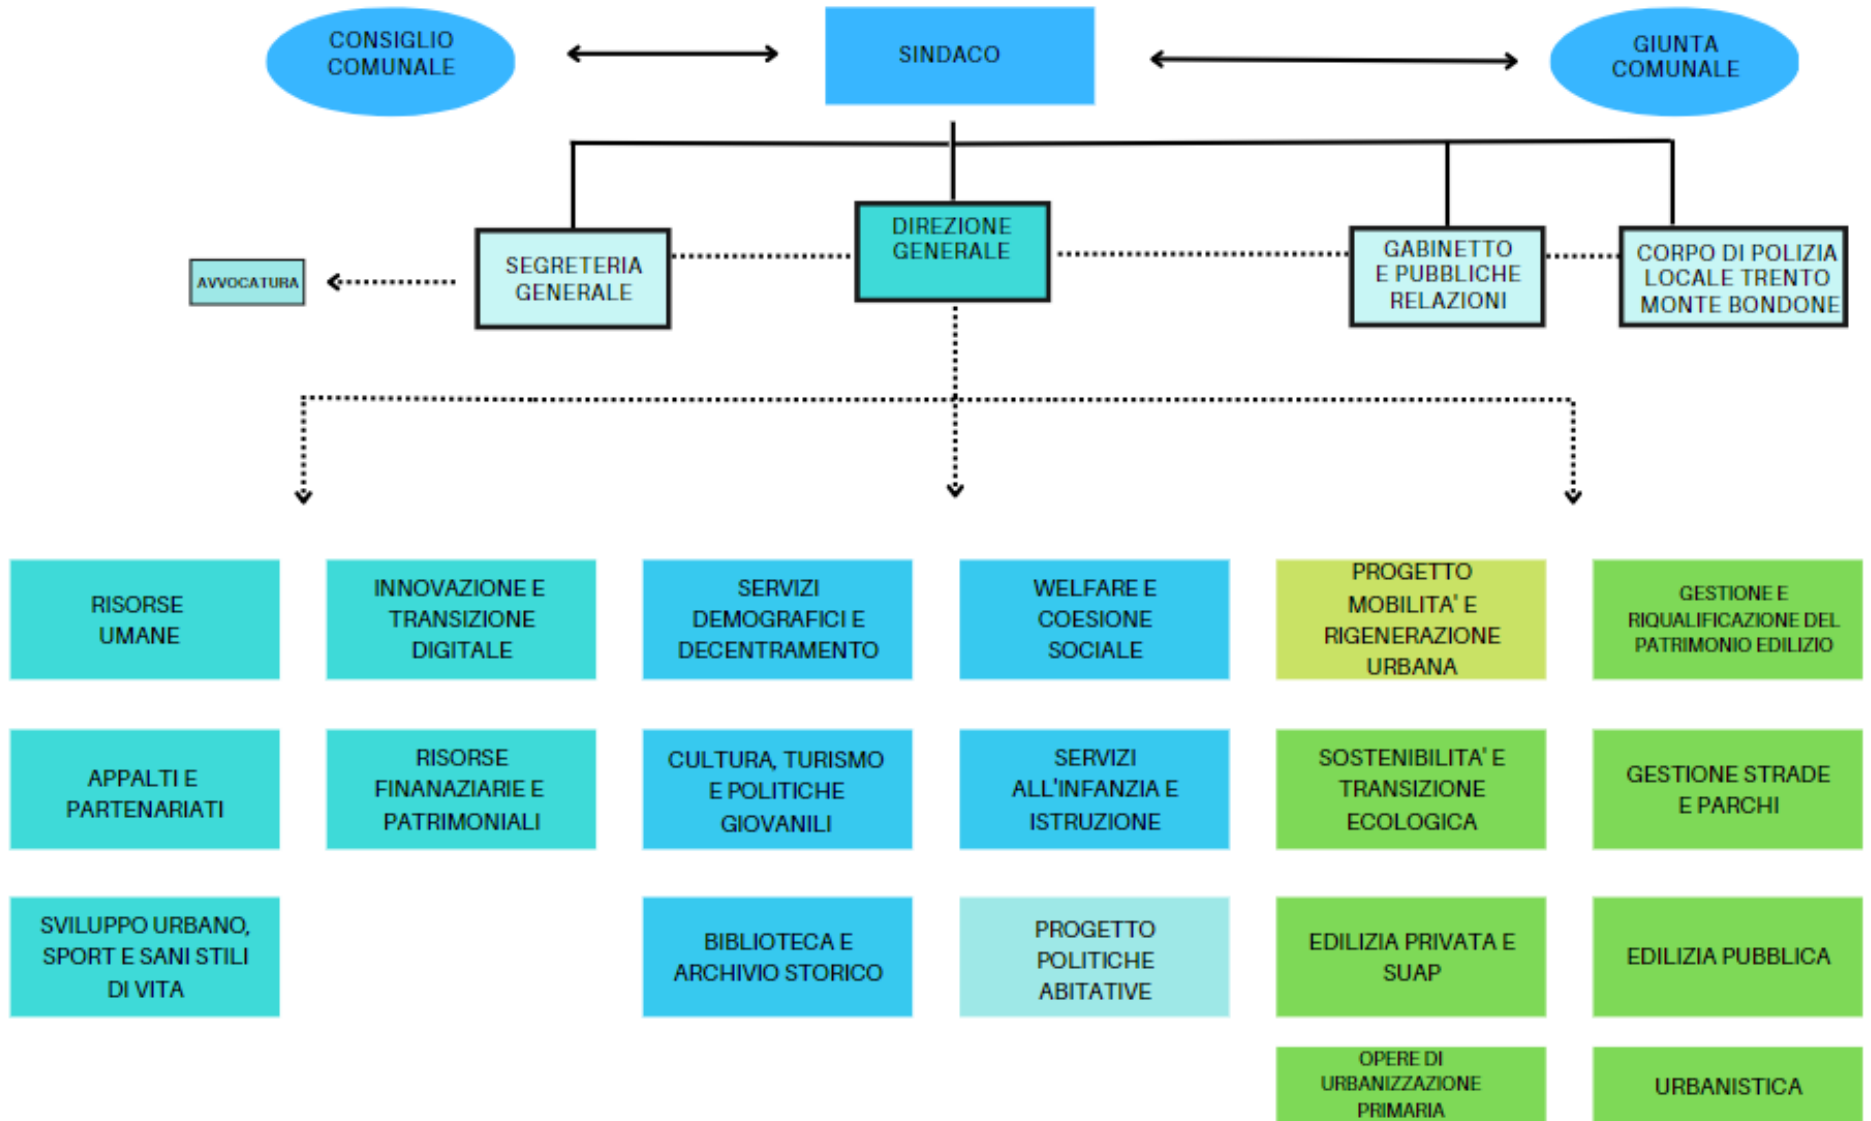 CONSIGLIO
COMUNALE
SINDACO
GIUNTA
COMUNALE
AVVOCATURA
SEGRETERIA
GENERALE
DIREZIONE
GENERALE
GABINETTO
E PUBBLICHE
RELAZIONI
CORPO DI POLIZIA
LOCALE TRENTO
MONTE BONDONE
RISORSE
UMANE
INNOVAZIONE E
TRANSIZIONE
DIGITALE
SERVIZI
DEMOGRAFICI E
DECENTRAMENTO
WELFARE E
COESIONE
SOCIALE
PROGETTO
MOBILITA' E
RIGENERAZIONE
URBANA
GESTIONE E
RIQUALIFICAZIONE DEL
PATRIMONIO EDILIZIO
APPALTI E
PARTENARIATI
RISORSE
FINANAZIARIE E
PATRIMONIALI
CULTURA, TURISMO
E POLITICHE
GIOVANILI
SERVIZI
ALL'INFANZIA E
ISTRUZIONE
SOSTENIBILITA' E
TRANSIZIONE
ECOLOGICA
GESTIONE STRADE
E PARCHI
SVILUPPO URBANO,
SPORT E SANI STILI
DI VITA
BIBLIOTECA E
ARCHIVIO STORICO
PROGETTO
POLITICHE
ABITATIVE
EDILIZIA PRIVATA E
SUAP
EDILIZIA PUBBLICA
OPERE DI
URBANIZZAZIONE
PRIMARIA
URBANISTICA